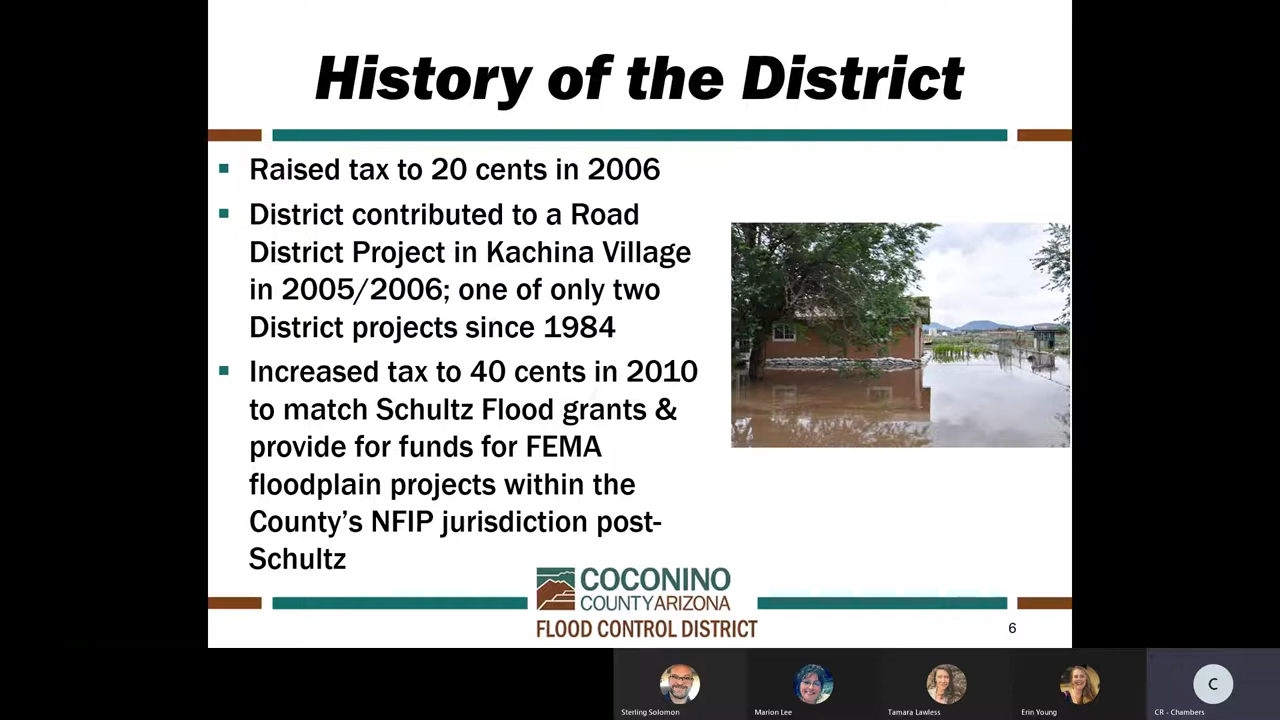 History of the District
Raised tax to 20 cents in 2006
District contributed to a Road
District Project in Kachina Village
in 2005/2006; one of only two
District projects since 1984
Increased tax to 40 cents in 2010
to match Schultz Flood grants &
provide for funds for FEMA
floodplain projects within the
County’s NFIP jurisdiction post-
Schultz
COCONINO
COUNTY ARIZONA
FLOOD CONTROL DISTRICT
6
Sterling Solomon
Marion Lee
Tamara Lawless
Erin Young
C
CR - Chambers